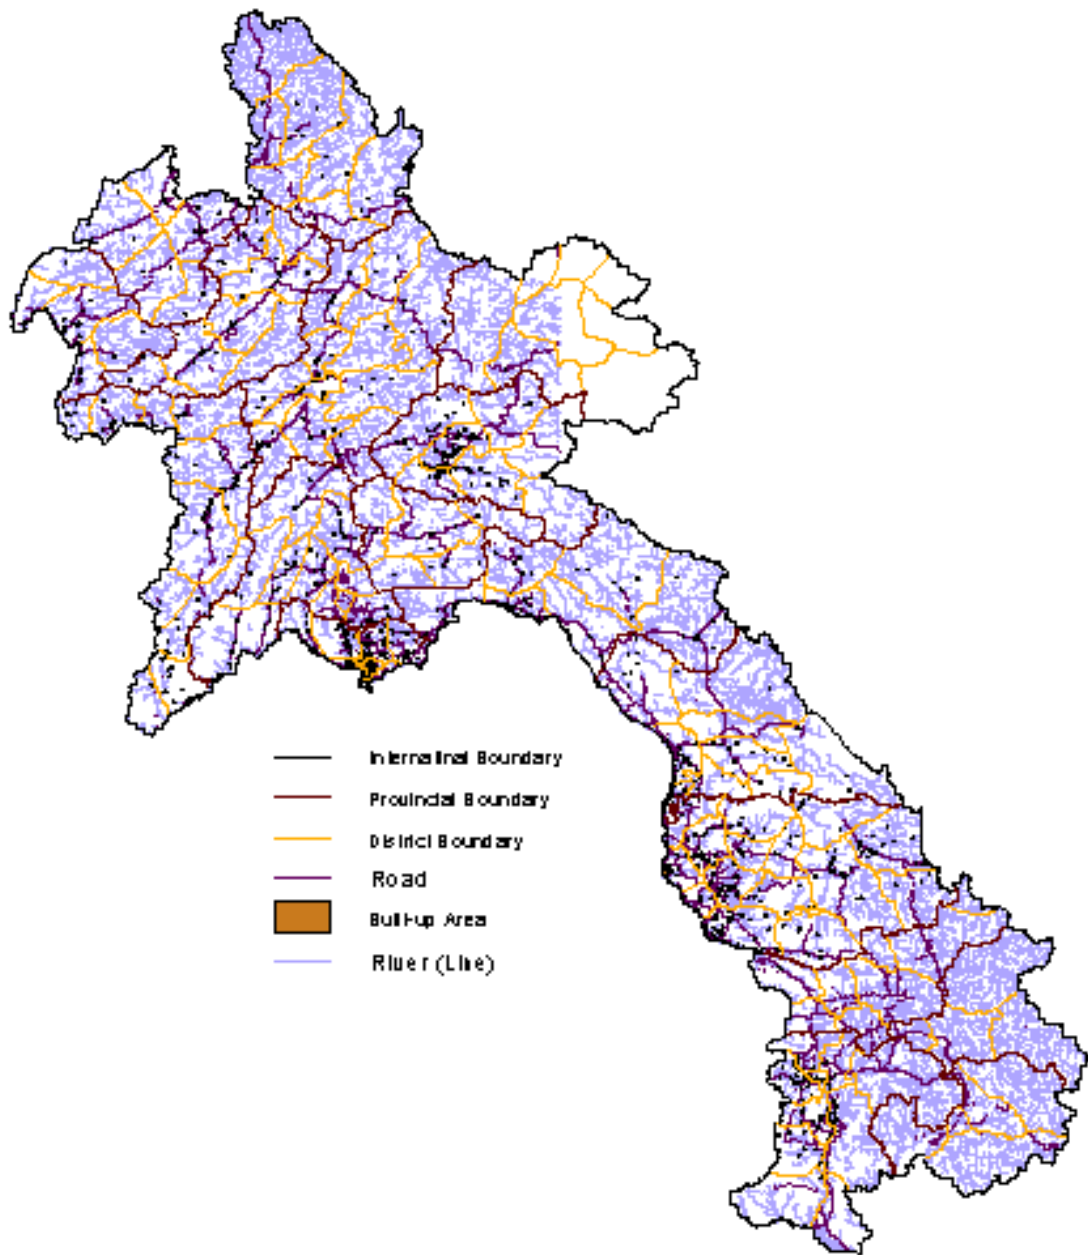 International Boundary
Provincial Boundary
District Boundary
Road
Built-up Area
River (Line)